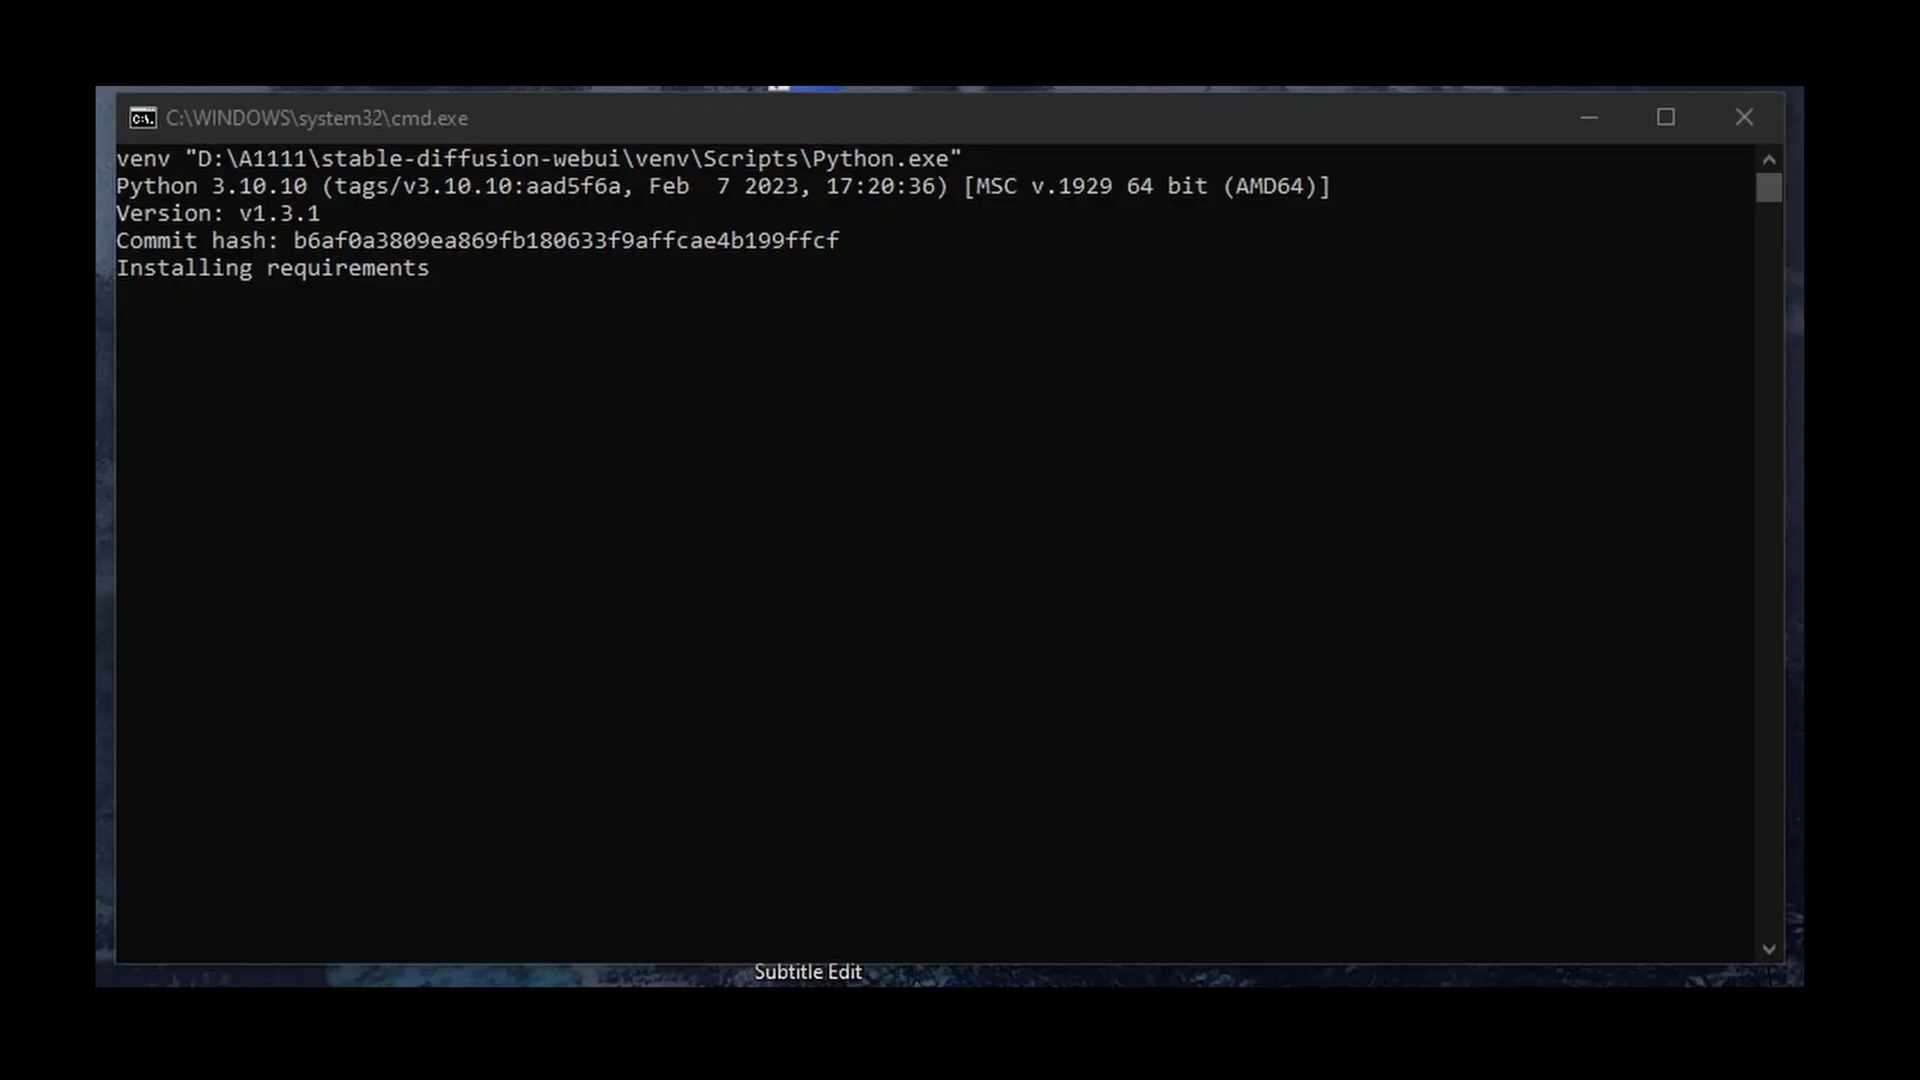 C:\WINDOWS\system32\cmd.exe
venv "D:\A1111\stable-diffusion-webui\venv\Scripts\Python.exe"
Python 3.10.10 (tags/v3.10.10:aad5f6a, Feb  7 2023, 17:20:36) [MSC v.1929 64 bit (AMD64)]
Version: v1.3.1
Commit hash: b6af0a3809ea869fb180633f9affcae4b199ffcf
Installing requirements
Subtitle Edit